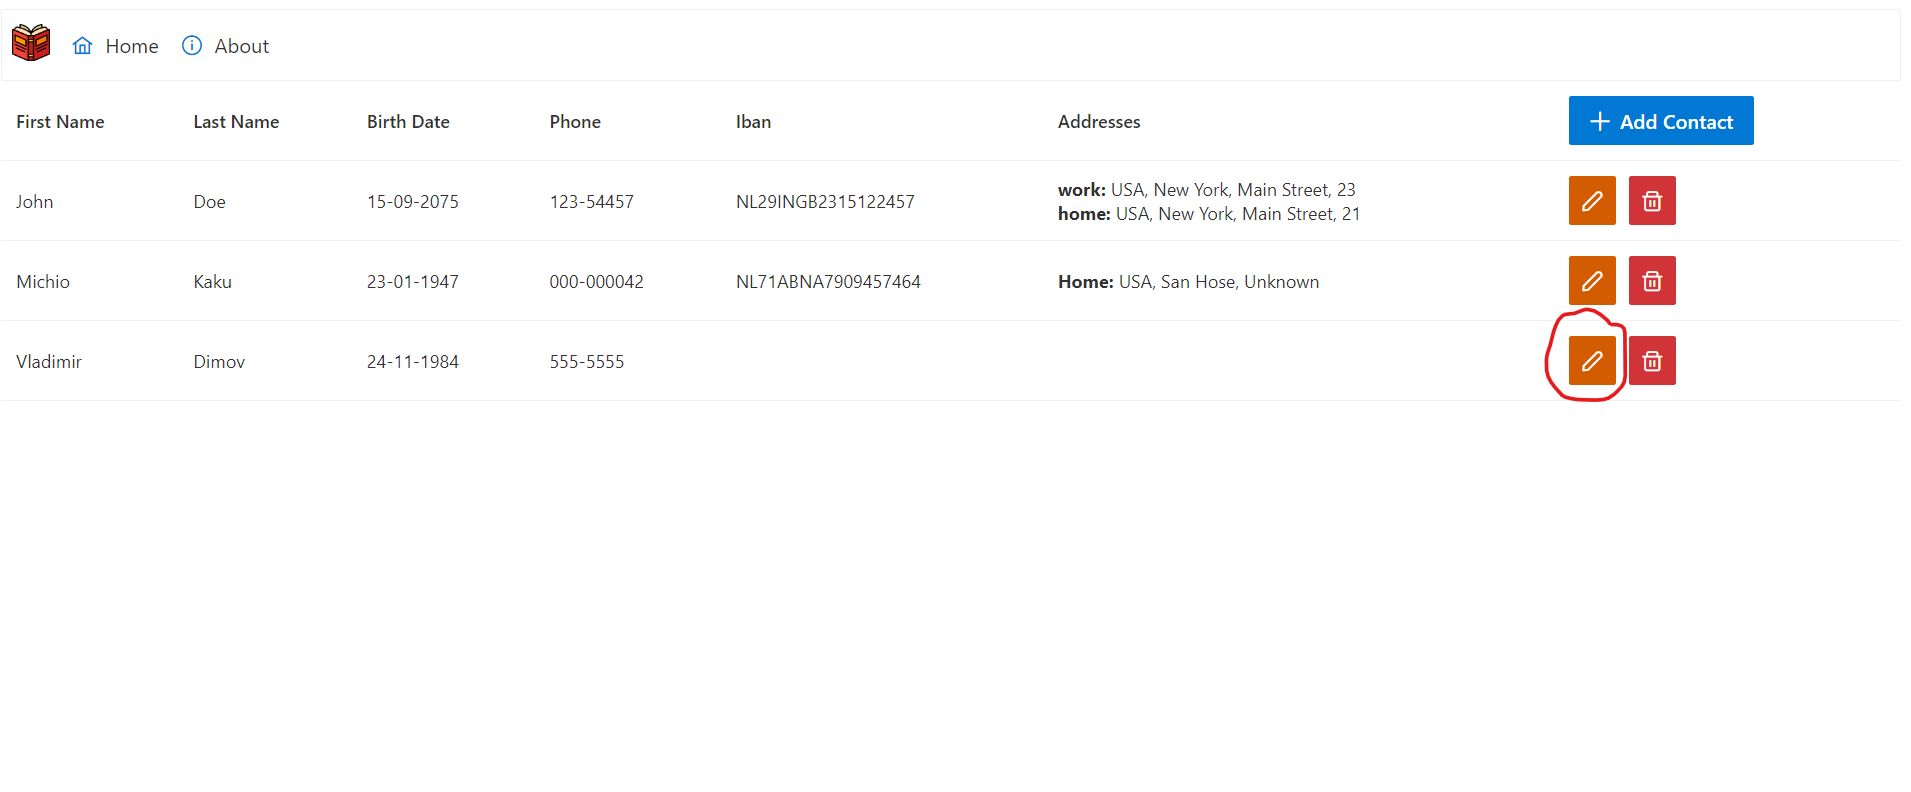 Home About
First Name Last Name Birth Date Phone Iban Addresses Add Contact
John Doe 15-09-2075 123-54457 NL29INGB2315122457 work: USA, New York, Main Street, 23
home: USA, New York, Main Street, 21
Michio Kaku 23-01-1947 000-000042 NL71ABNA7909457464 Home: USA, San Hose, Unknown
Vladimir Dimov 24-11-1984 555-5555